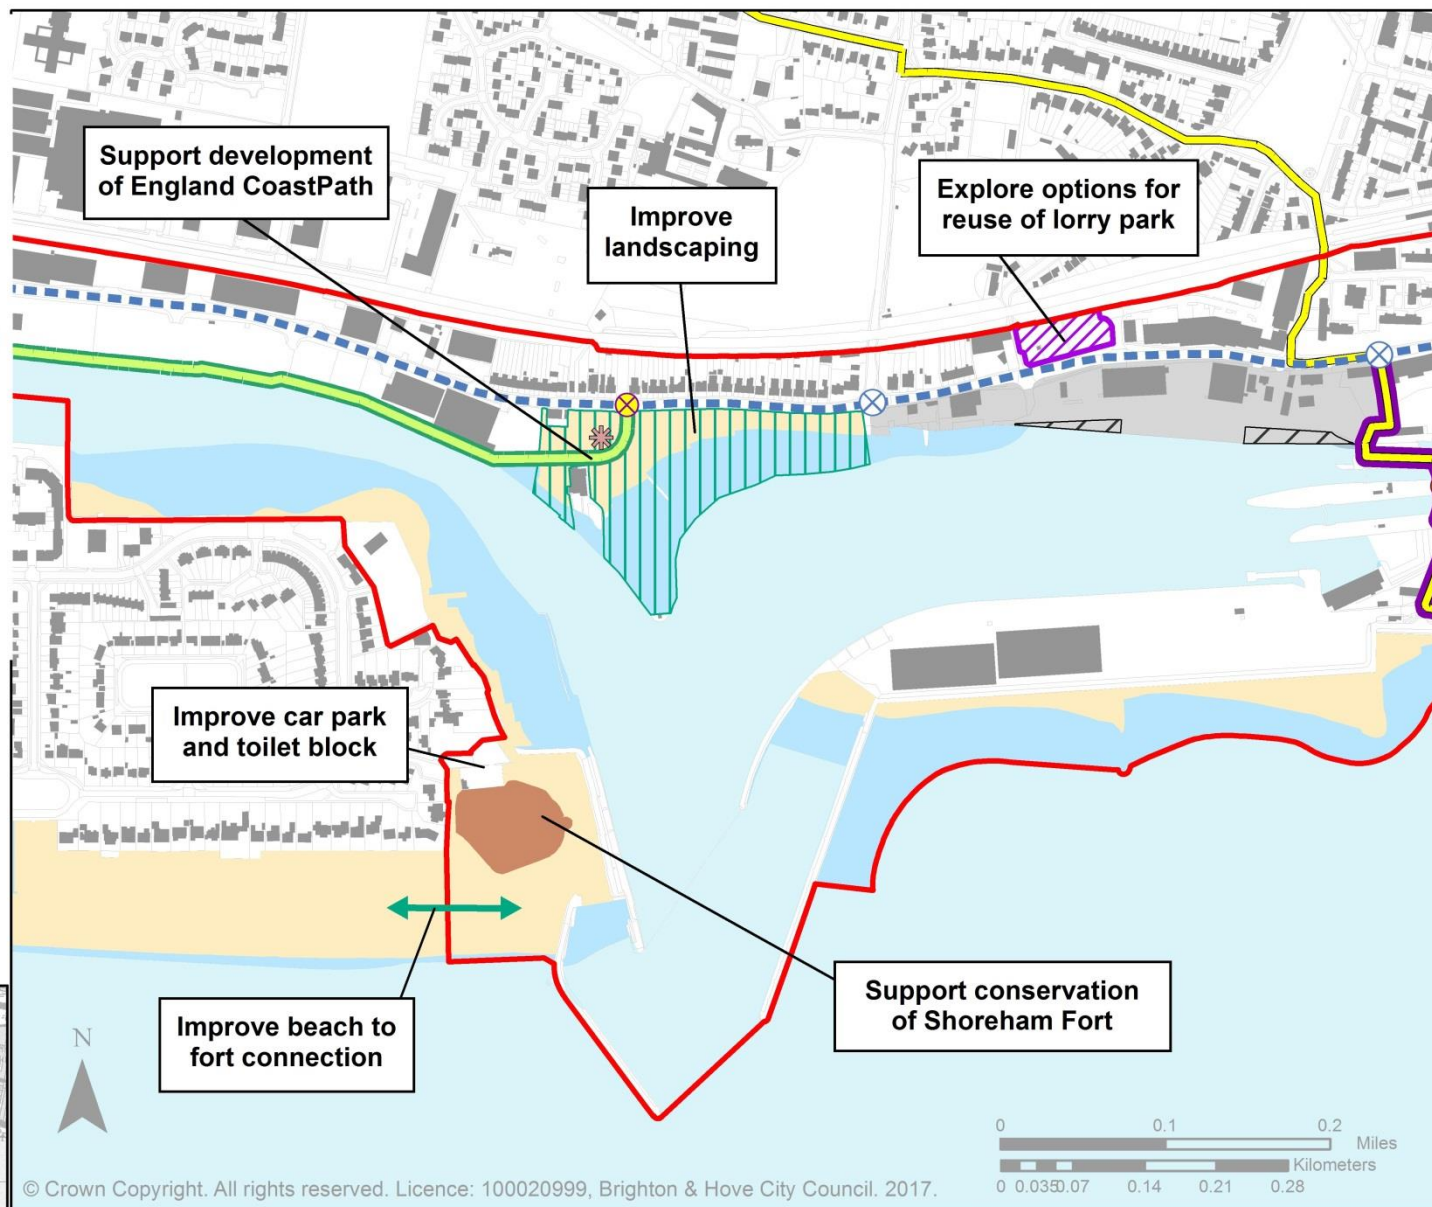 Support development
of England CoastPath
Improve
landscaping
Explore options for
reuse of lorry park
Improve car park
and toilet block
Improve beach to
fort connection
Support conservation
of Shoreham Fort
N
0 0.1 0.2
Miles
Kilometers
0 0.035 0.07 0.14 0.21 0.28
© Crown Copyright. All rights reserved. Licence: 100020999, Brighton & Hove City Council. 2017.